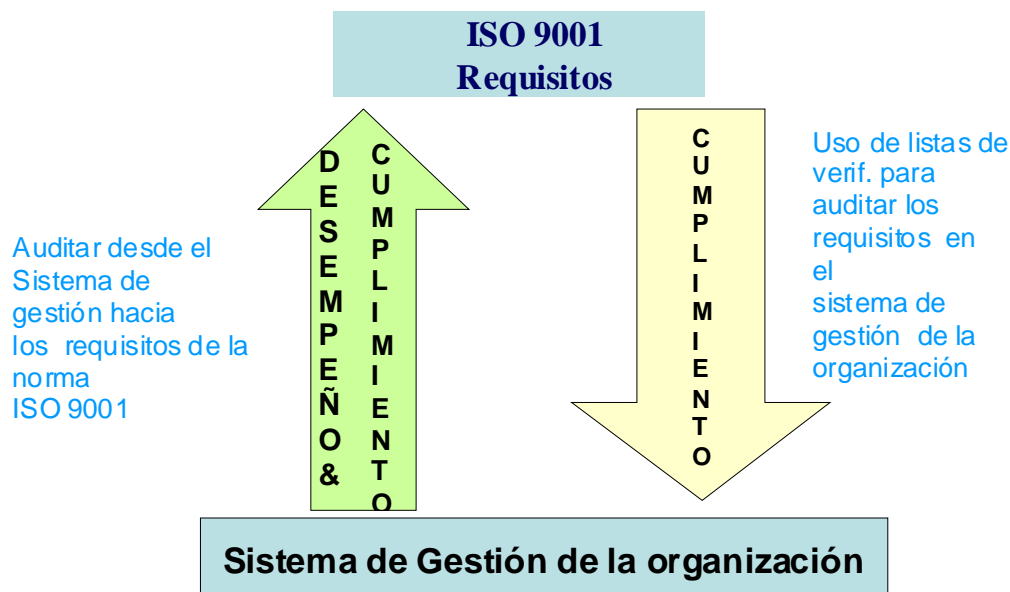 ISO 9001
Requisitos
DESEMPEÑO&
CUMPLIMIENTO
CUMPLIMIENTO
Auditar desde el
Sistema de
gestión hacia
los requisitos de la
norma
ISO 9001
Uso de listas de
verif. para
auditar los
requisitos en
el
sistema de
gestión de la
organización
Sistema de Gestión de la organización